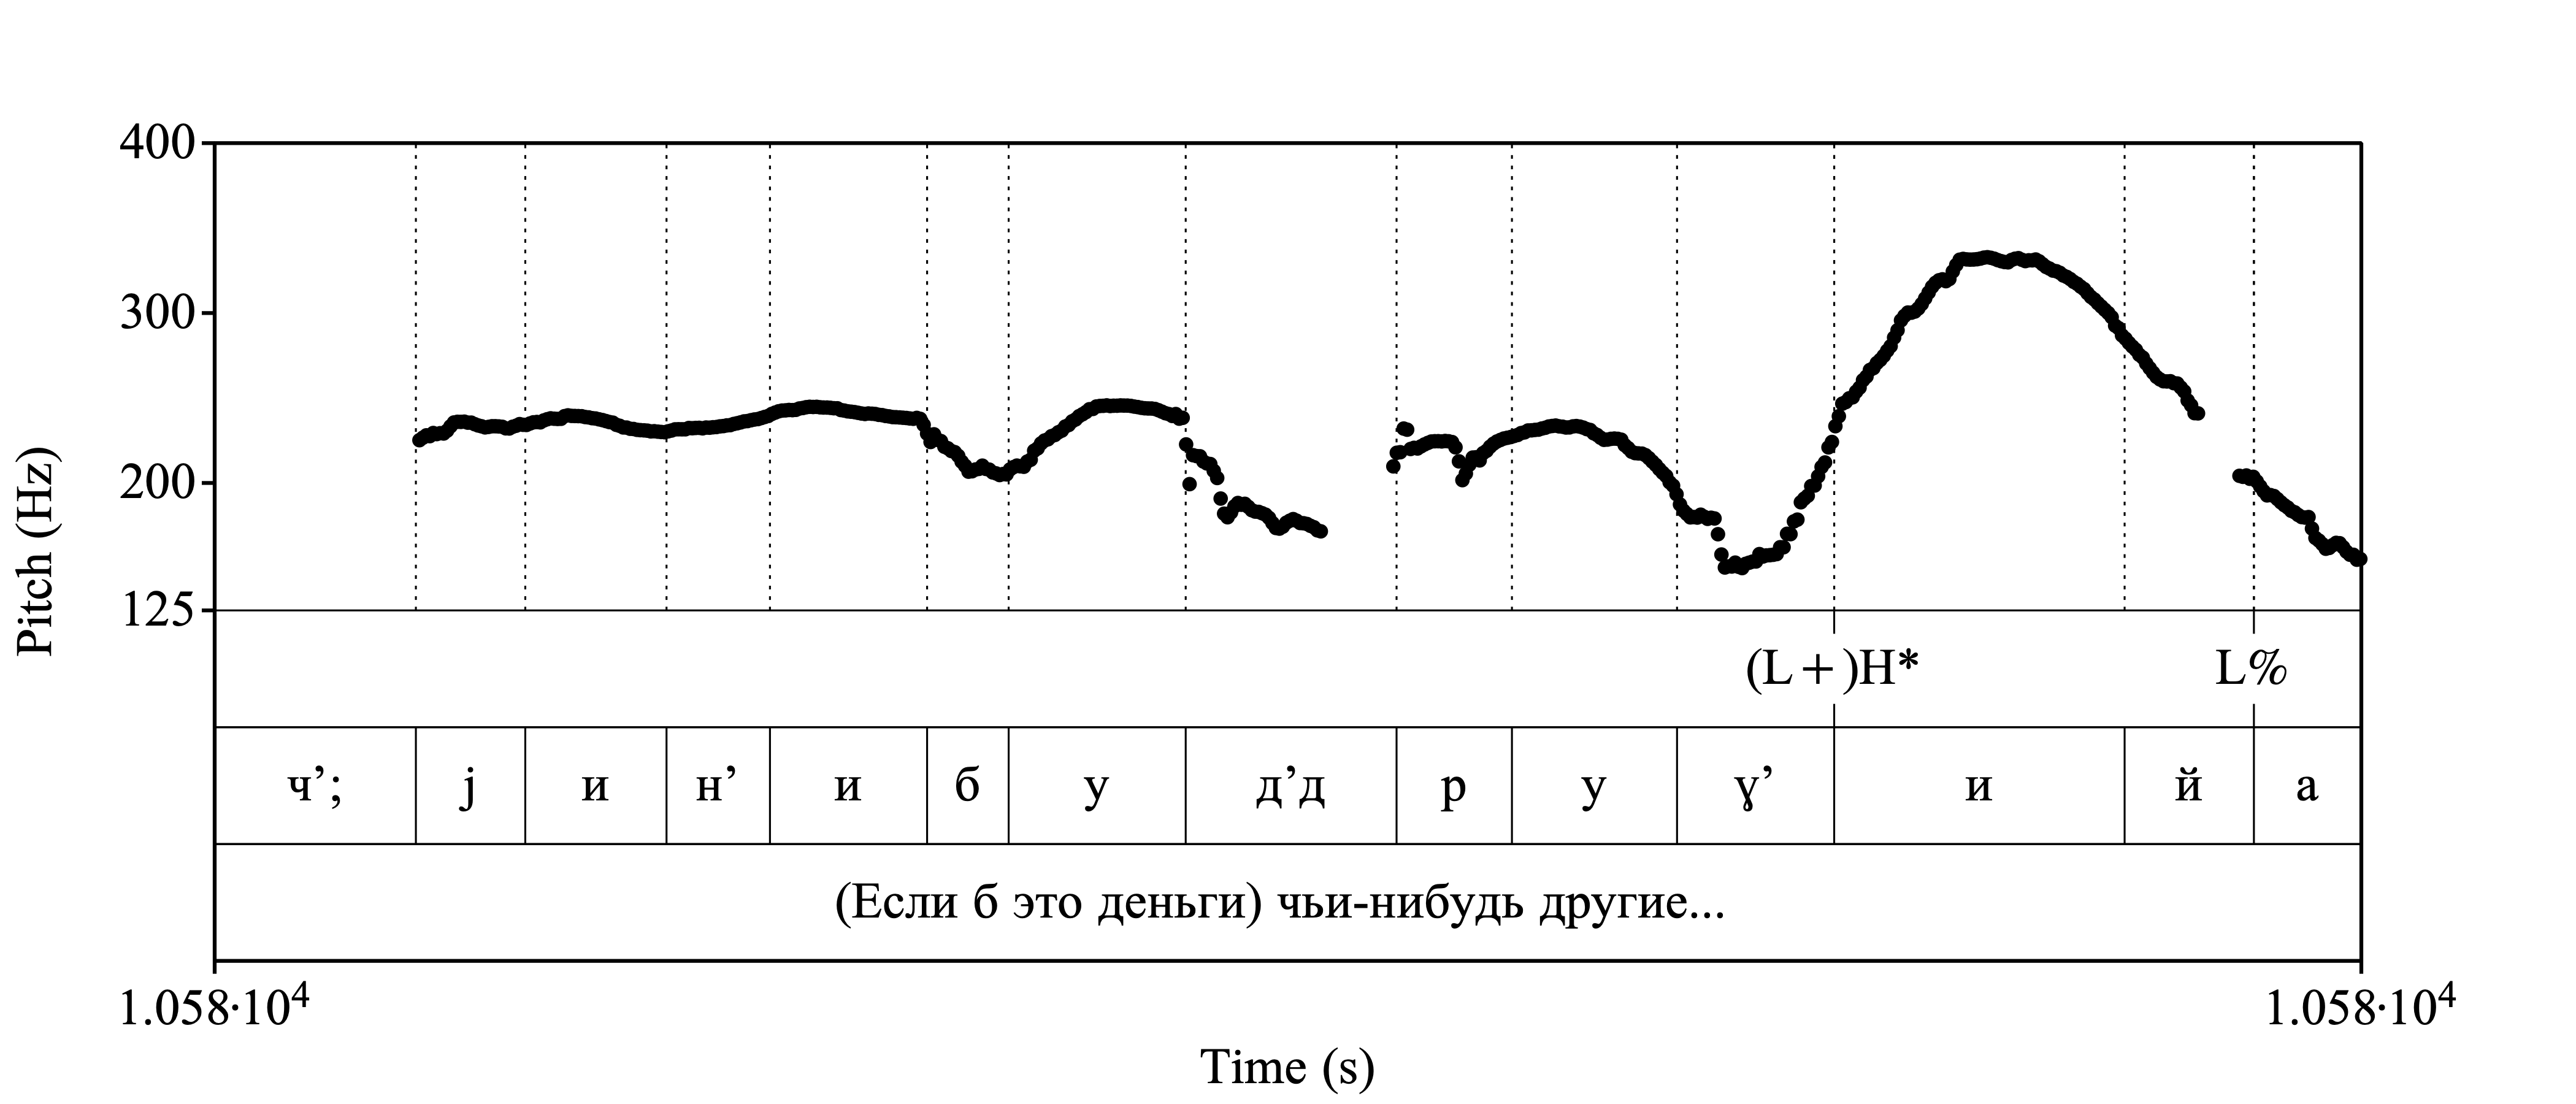 400
300
200
125
Pitch (Hz)
(L+)H* L%
ч’; j и н’ и б у д’д р у ɣ’ и й а
(Если б это деньги) чьи-нибудь другие...
1.058·10⁴ 1.058·10⁴
Time (s)